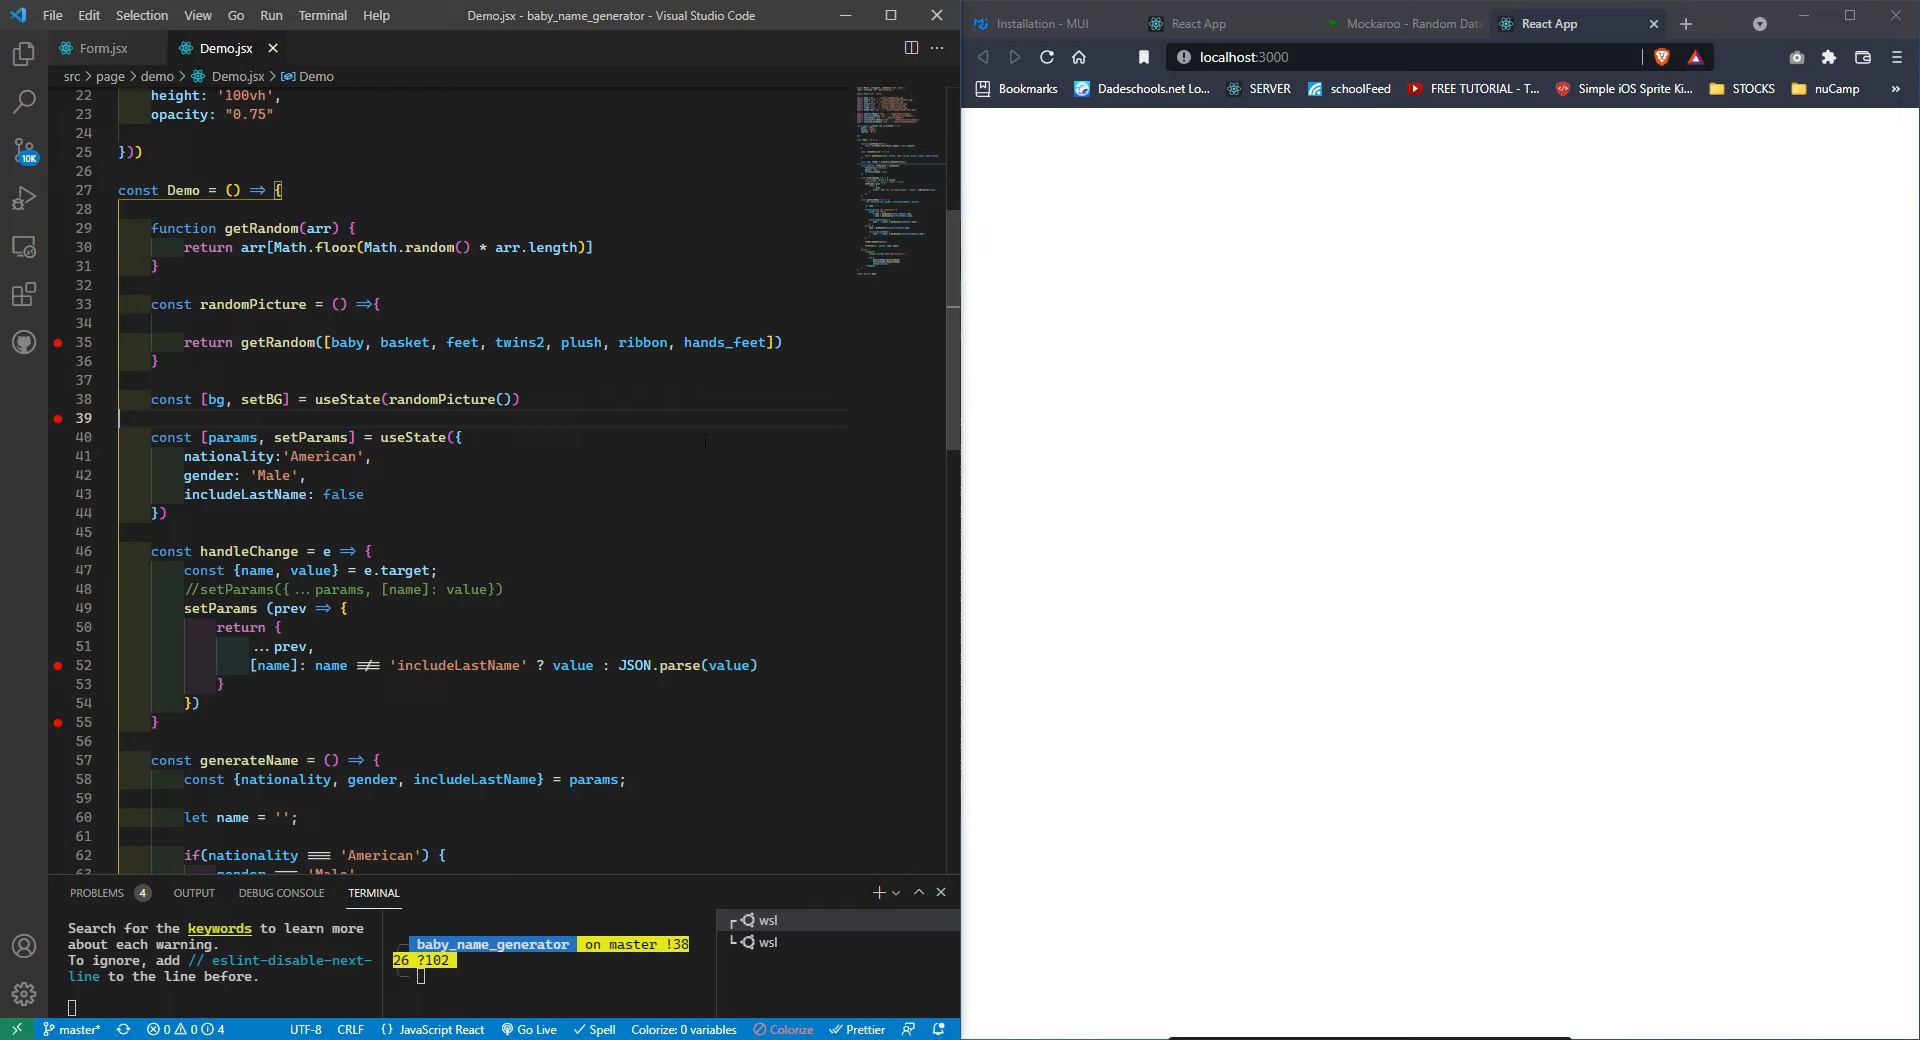 File Edit Selection View Go Run Terminal Help
Demo.jsx - baby_name_generator - Visual Studio Code
Form.jsx
Demo.jsx
src > page > demo > Demo.jsx > Demo
22 height: '100vh',
23 opacity: "0.75"
24
25 }))
26
27 const Demo = () => {
28
29 function getRandom(arr) {
30 return arr[Math.floor(Math.random() * arr.length)]
31 }
32
33 const randomPicture = () =>{
34
35 return getRandom([baby, basket, feet, twins2, plush, ribbon, hands_feet])
36 }
37
38 const [bg, setBG] = useState(randomPicture())
39
40 const [params, setParams] = useState({
41 nationality:'American',
42 gender: 'Male',
43 includeLastName: false
44 })
45
46 const handleChange = e => {
47 const {name, value} = e.target;
48 //setParams({...params, [name]: value})
49 setParams (prev => {
50 return {
51 ...prev,
52 [name]: name !== 'includeLastName' ? value : JSON.parse(value)
53 }
54 })
55 }
56
57 const generateName = () => {
58 const {nationality, gender, includeLastName} = params;
59
60 let name = '';
61
62 if(nationality === 'American') {
63 gender === 'Male'
10K
PROBLEMS 4 OUTPUT DEBUG CONSOLE TERMINAL
Search for the keywords to learn more
about each warning.
To ignore, add // eslint-disable-next-
line to the line before.
baby_name_generator on master !38
26 ?102
wsl
wsl
master* 0 0 4 UTF-8 CRLF {} JavaScript React Go Live Spell Colorize: 0 variables Colorize Prettier
Installation - MUI
React App
Mockaroo - Random Data
React App
localhost:3000
Bookmarks Dadeschools.net Lo... SERVER schoolFeed FREE TUTORIAL - T... Simple iOS Sprite Ki... STOCKS nuCamp »